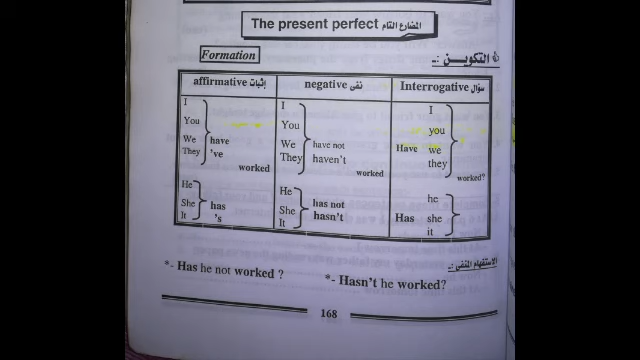 The present perfect المضارع التام
Formation
التكويـن :ـ
affirmative إثبات
negative نفى
Interrogative سؤال
I
You
We
They
have
've
worked
I
You
We
They
have not
haven't
worked
Have
I
you
we
they
worked?
He
She
It
has
's
He
She
It
has not
hasn't
Has
he
she
it
الاستفهام المنفى :ـ
*- Has he not worked ?
*- Hasn't he worked?
168